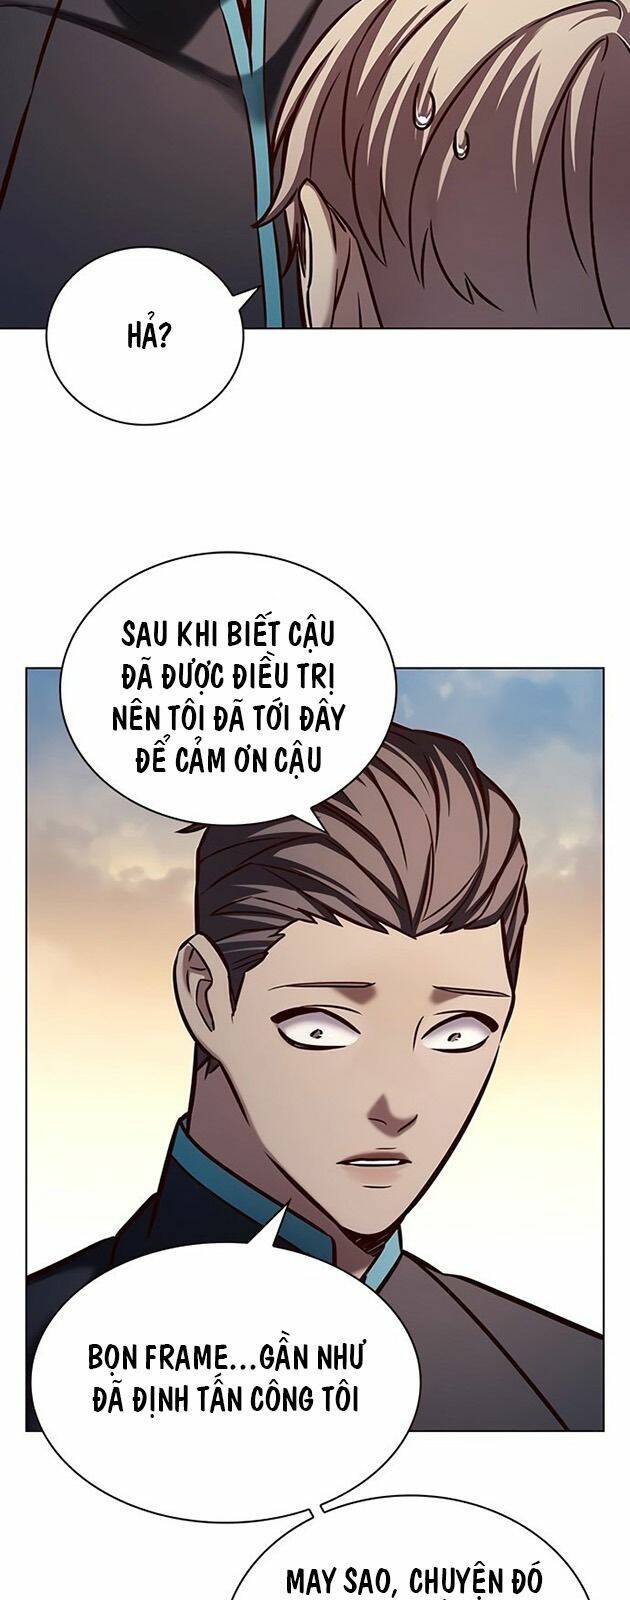 HẢ?
SAU KHI BIẾT CẬU
ĐÃ ĐƯỢC ĐIỀU TRỊ
NÊN TÔI ĐÃ TỚI ĐÂY
ĐỂ CẢM ƠN CẬU
BỌN FRAME...GẦN NHƯ
ĐÃ ĐỊNH TẤN CÔNG TÔI
MAY SAO, CHUYỆN ĐÓ